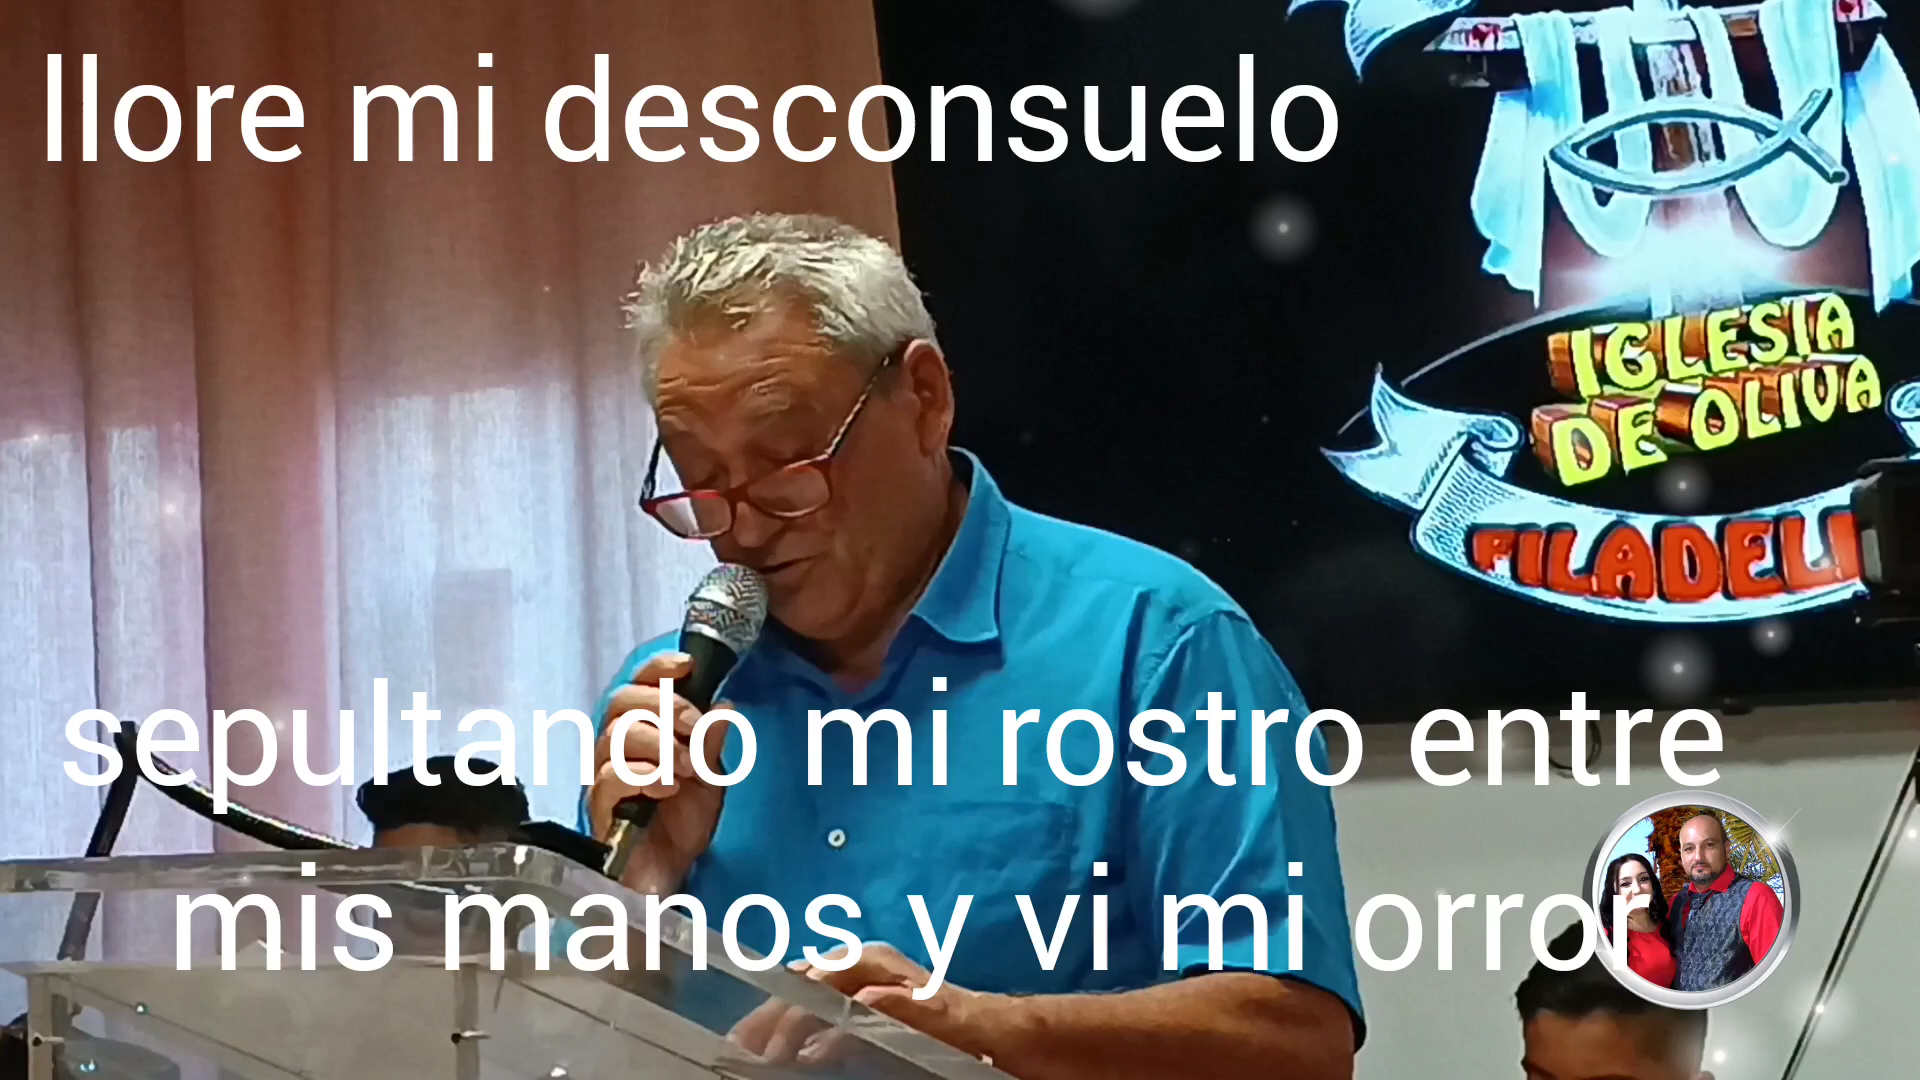 llore mi desconsuelo
IGLESIA
DE OLIVA
sepultando mi rostro entre
mis manos y vi mi orror